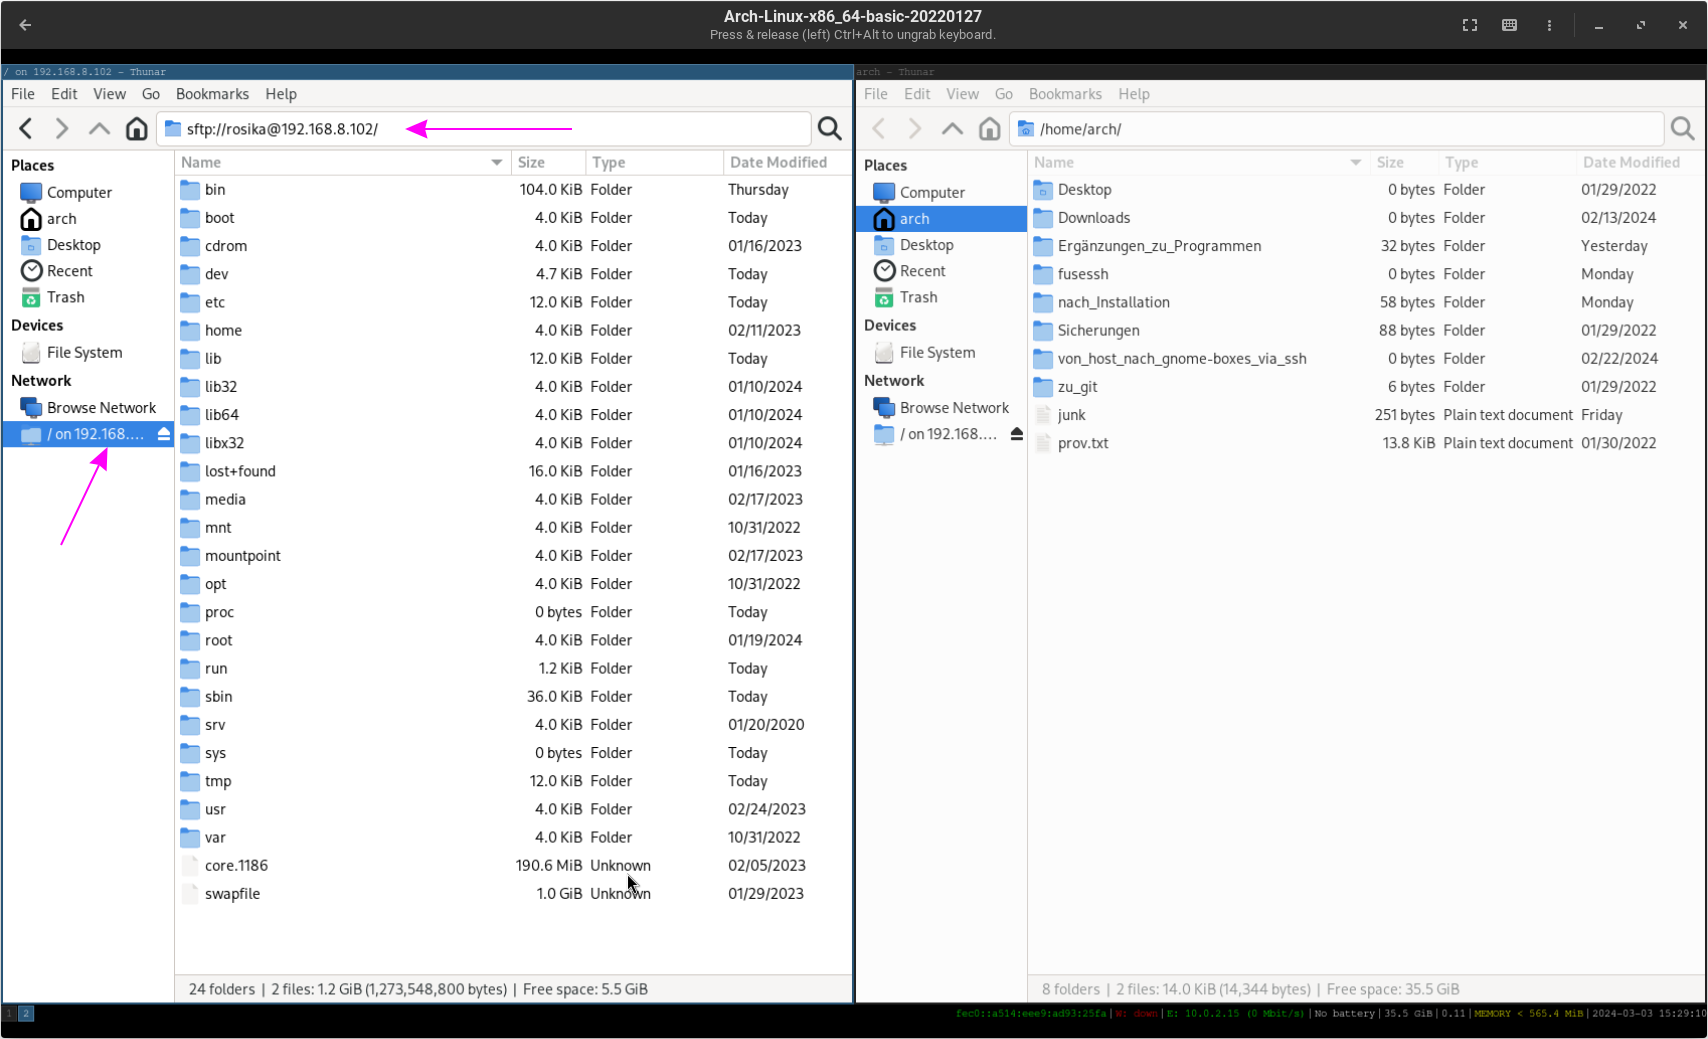 Arch-Linux-x86_64-basic-20220127
Press & release (left) Ctrl+Alt to ungrab keyboard.
/ on 192.168.8.102 - Thunar
File Edit View Go Bookmarks Help
sftp://rosika@192.168.8.102/
Places
Computer
arch
Desktop
Recent
Trash
Devices
File System
Network
Browse Network
/ on 192.168....
Name Size Type Date Modified
bin 104.0 KiB Folder Thursday
boot 4.0 KiB Folder Today
cdrom 4.0 KiB Folder 01/16/2023
dev 4.7 KiB Folder Today
etc 12.0 KiB Folder Today
home 4.0 KiB Folder 02/11/2023
lib 12.0 KiB Folder Today
lib32 4.0 KiB Folder 01/10/2024
lib64 4.0 KiB Folder 01/10/2024
libx32 4.0 KiB Folder 01/10/2024
lost+found 16.0 KiB Folder 01/16/2023
media 4.0 KiB Folder 02/17/2023
mnt 4.0 KiB Folder 10/31/2022
mountpoint 4.0 KiB Folder 02/17/2023
opt 4.0 KiB Folder 10/31/2022
proc 0 bytes Folder Today
root 4.0 KiB Folder 01/19/2024
run 1.2 KiB Folder Today
sbin 36.0 KiB Folder Today
srv 4.0 KiB Folder 01/20/2020
sys 0 bytes Folder Today
tmp 12.0 KiB Folder Today
usr 4.0 KiB Folder 02/24/2023
var 4.0 KiB Folder 10/31/2022
core.1186 190.6 MiB Unknown 02/05/2023
swapfile 1.0 GiB Unknown 01/29/2023
24 folders | 2 files: 1.2 GiB (1,273,548,800 bytes) | Free space: 5.5 GiB
arch - Thunar
File Edit View Go Bookmarks Help
/home/arch/
Places
Computer
arch
Desktop
Recent
Trash
Devices
File System
Network
Browse Network
/ on 192.168....
Name Size Type Date Modified
Desktop 0 bytes Folder 01/29/2022
Downloads 0 bytes Folder 02/13/2024
Ergänzungen_zu_Programmen 32 bytes Folder Yesterday
fusessh 0 bytes Folder Monday
nach_Installation 58 bytes Folder Monday
Sicherungen 88 bytes Folder 01/29/2022
von_host_nach_gnome-boxes_via_ssh 0 bytes Folder 02/22/2024
zu_git 6 bytes Folder 01/29/2022
junk 251 bytes Plain text document Friday
prov.txt 13.8 KiB Plain text document 01/30/2022
8 folders | 2 files: 14.0 KiB (14,344 bytes) | Free space: 35.5 GiB
1 2
fec0::a514:eee9:ad93:25fa | W: down | E: 10.0.2.15 (0 Mbit/s) | No battery | 35.5 GiB | 0.11 | MEMORY < 565.4 MiB | 2024-03-03 15:29:10